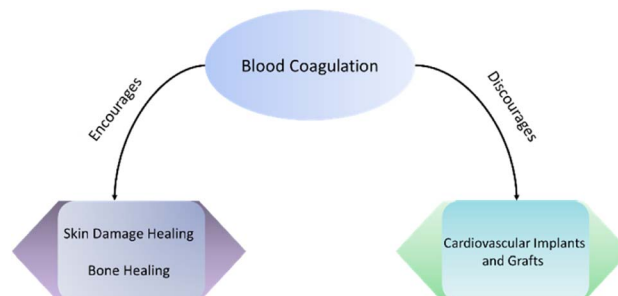 Blood Coagulation
Encourages
Discourages
Skin Damage Healing
Bone Healing
Cardiovascular Implants
and Grafts